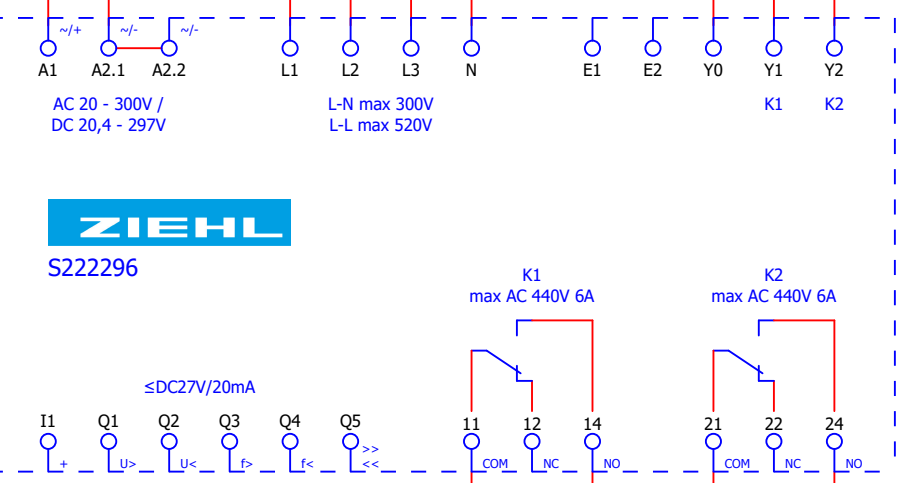 ~/+ ~/- ~/-
A1 A2.1 A2.2 L1 L2 L3 N E1 E2 Y0 Y1 Y2
AC 20 - 300V / L-N max 300V K1 K2
DC 20,4 - 297V L-L max 520V
ZIEHL
S222296
K1 K2
max AC 440V 6A max AC 440V 6A
≤DC27V/20mA
I1 Q1 Q2 Q3 Q4 Q5 11 12 14 21 22 24
>>
+ U> U< f> f< << COM NC NO COM NC NO